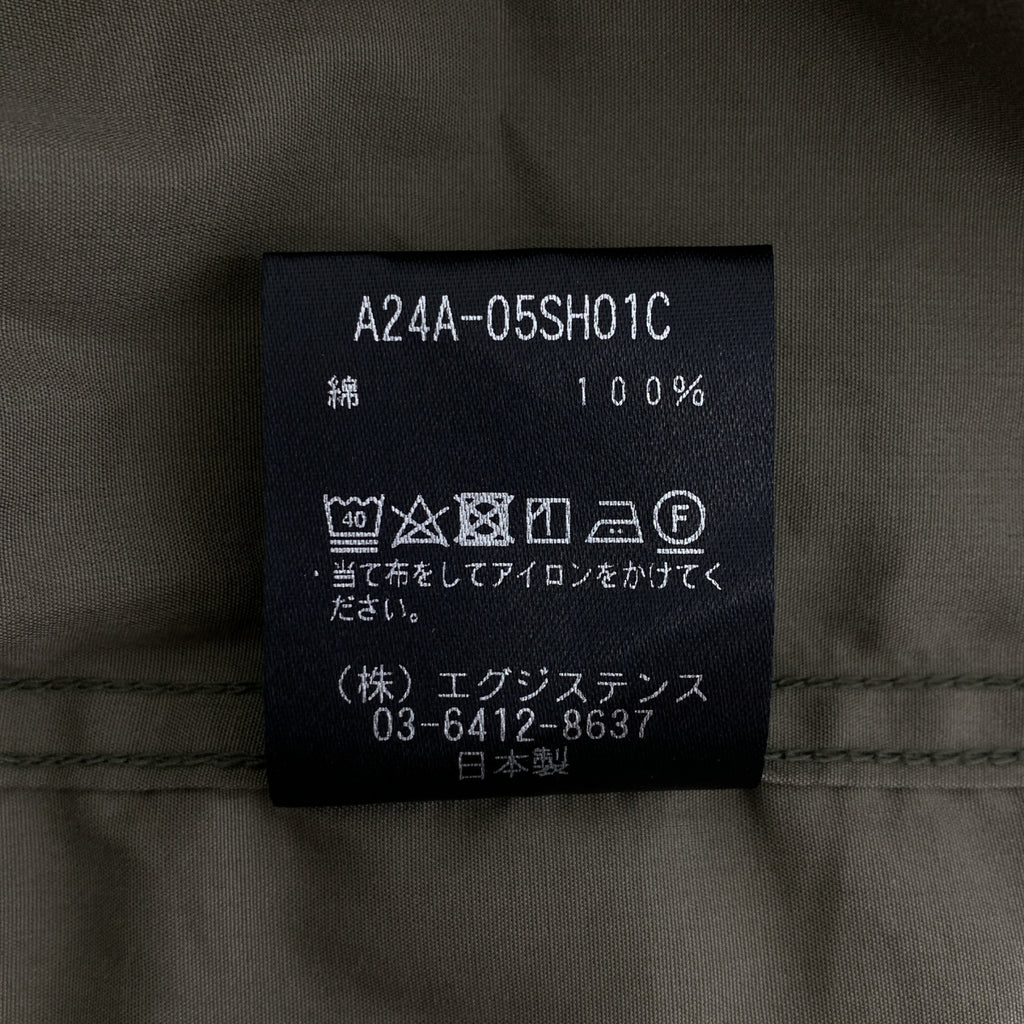 A24A-05SH01C
綿 100%
40 F
・当て布をしてアイロンをかけてく
ださい。
(株)エグジステンス
03-6412-8637
日本製